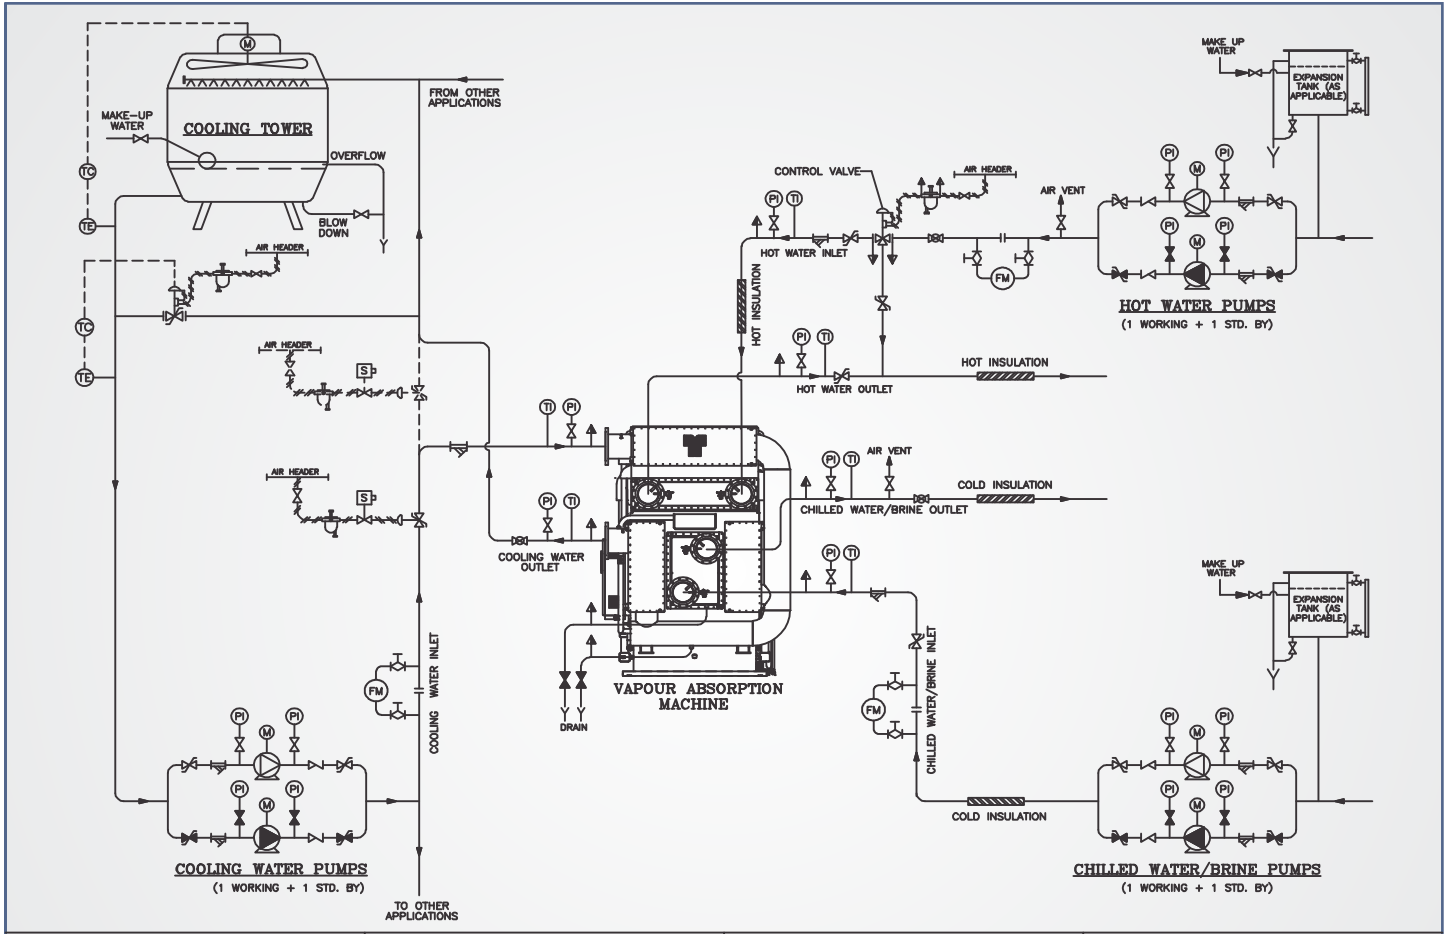 M
FROM OTHER
APPLICATIONS
MAKE-UP
WATER
COOLING TOWER
OVERFLOW
TC
TE
BLOW
DOWN
AIR HEADER
TC
TE
AIR HEADER
S
AIR HEADER
S
TI
PI
PI
TI
COOLING WATER
OUTLET
FM
COOLING WATER INLET
PI
M
PI
PI
M
PI
COOLING WATER PUMPS
(1 WORKING + 1 STD. BY)
TO OTHER
APPLICATIONS
VAPOUR ABSORPTION
MACHINE
DRAIN
CONTROL VALVE
AIR HEADER
PI
TI
HOT WATER INLET
HOT INSULATION
FM
AIR VENT
PI
TI
HOT WATER OUTLET
HOT INSULATION
MAKE UP
WATER
EXPANSION
TANK (AS
APPLICABLE)
PI
M
PI
PI
M
PI
HOT WATER PUMPS
(1 WORKING + 1 STD. BY)
PI
TI
AIR VENT
CHILLED WATER/BRINE OUTLET
COLD INSULATION
PI
TI
CHILLED WATER/BRINE INLET
FM
COLD INSULATION
MAKE UP
WATER
EXPANSION
TANK (AS
APPLICABLE)
PI
M
PI
PI
M
PI
CHILLED WATER/BRINE PUMPS
(1 WORKING + 1 STD. BY)